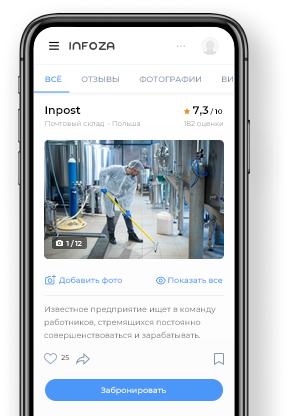 INFOZA
ВСЁ ОТЗЫВЫ ФОТОГРАФИИ ВИ
Inpost
7,3 / 10
Почтовый склад - Польша
182 оценки
1 / 12
Добавить фото
Показать все
Известное предприятие ищет в команду
работников, стремящихся постоянно
совершенствоваться и зарабатывать.
25
Забронировать